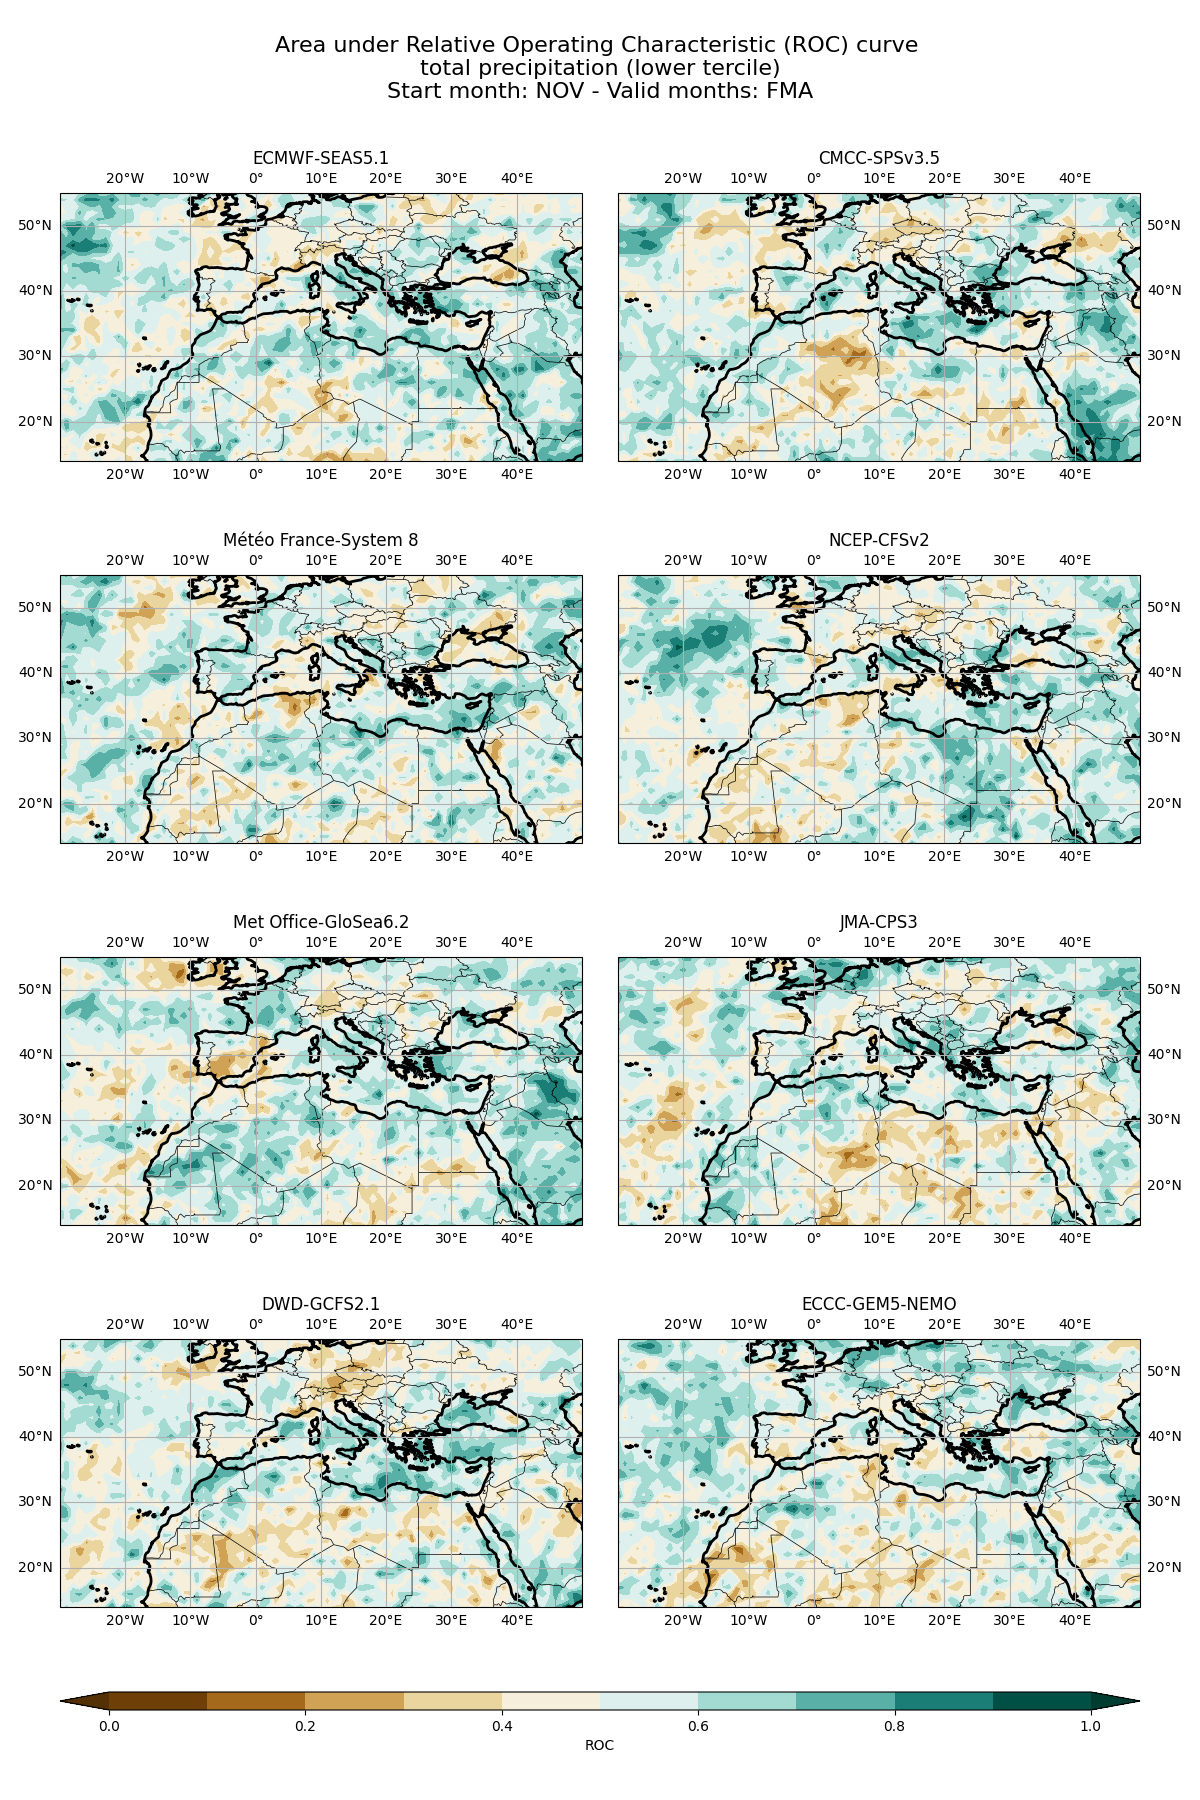 Area under Relative Operating Characteristic (ROC) curve
total precipitation (lower tercile)
Start month: NOV - Valid months: FMA
ECMWF-SEAS5.1
20°W 10°W 0° 10°E 20°E 30°E 40°E
50°N
40°N
30°N
20°N
20°W 10°W 0° 10°E 20°E 30°E 40°E
CMCC-SPSv3.5
20°W 10°W 0° 10°E 20°E 30°E 40°E
50°N
40°N
30°N
20°N
20°W 10°W 0° 10°E 20°E 30°E 40°E
Météo France-System 8
20°W 10°W 0° 10°E 20°E 30°E 40°E
50°N
40°N
30°N
20°N
20°W 10°W 0° 10°E 20°E 30°E 40°E
NCEP-CFSv2
20°W 10°W 0° 10°E 20°E 30°E 40°E
50°N
40°N
30°N
20°N
20°W 10°W 0° 10°E 20°E 30°E 40°E
Met Office-GloSea6.2
20°W 10°W 0° 10°E 20°E 30°E 40°E
50°N
40°N
30°N
20°N
20°W 10°W 0° 10°E 20°E 30°E 40°E
JMA-CPS3
20°W 10°W 0° 10°E 20°E 30°E 40°E
50°N
40°N
30°N
20°N
20°W 10°W 0° 10°E 20°E 30°E 40°E
DWD-GCFS2.1
20°W 10°W 0° 10°E 20°E 30°E 40°E
50°N
40°N
30°N
20°N
20°W 10°W 0° 10°E 20°E 30°E 40°E
ECCC-GEM5-NEMO
20°W 10°W 0° 10°E 20°E 30°E 40°E
50°N
40°N
30°N
20°N
20°W 10°W 0° 10°E 20°E 30°E 40°E
0.0 0.2 0.4 0.6 0.8 1.0
ROC